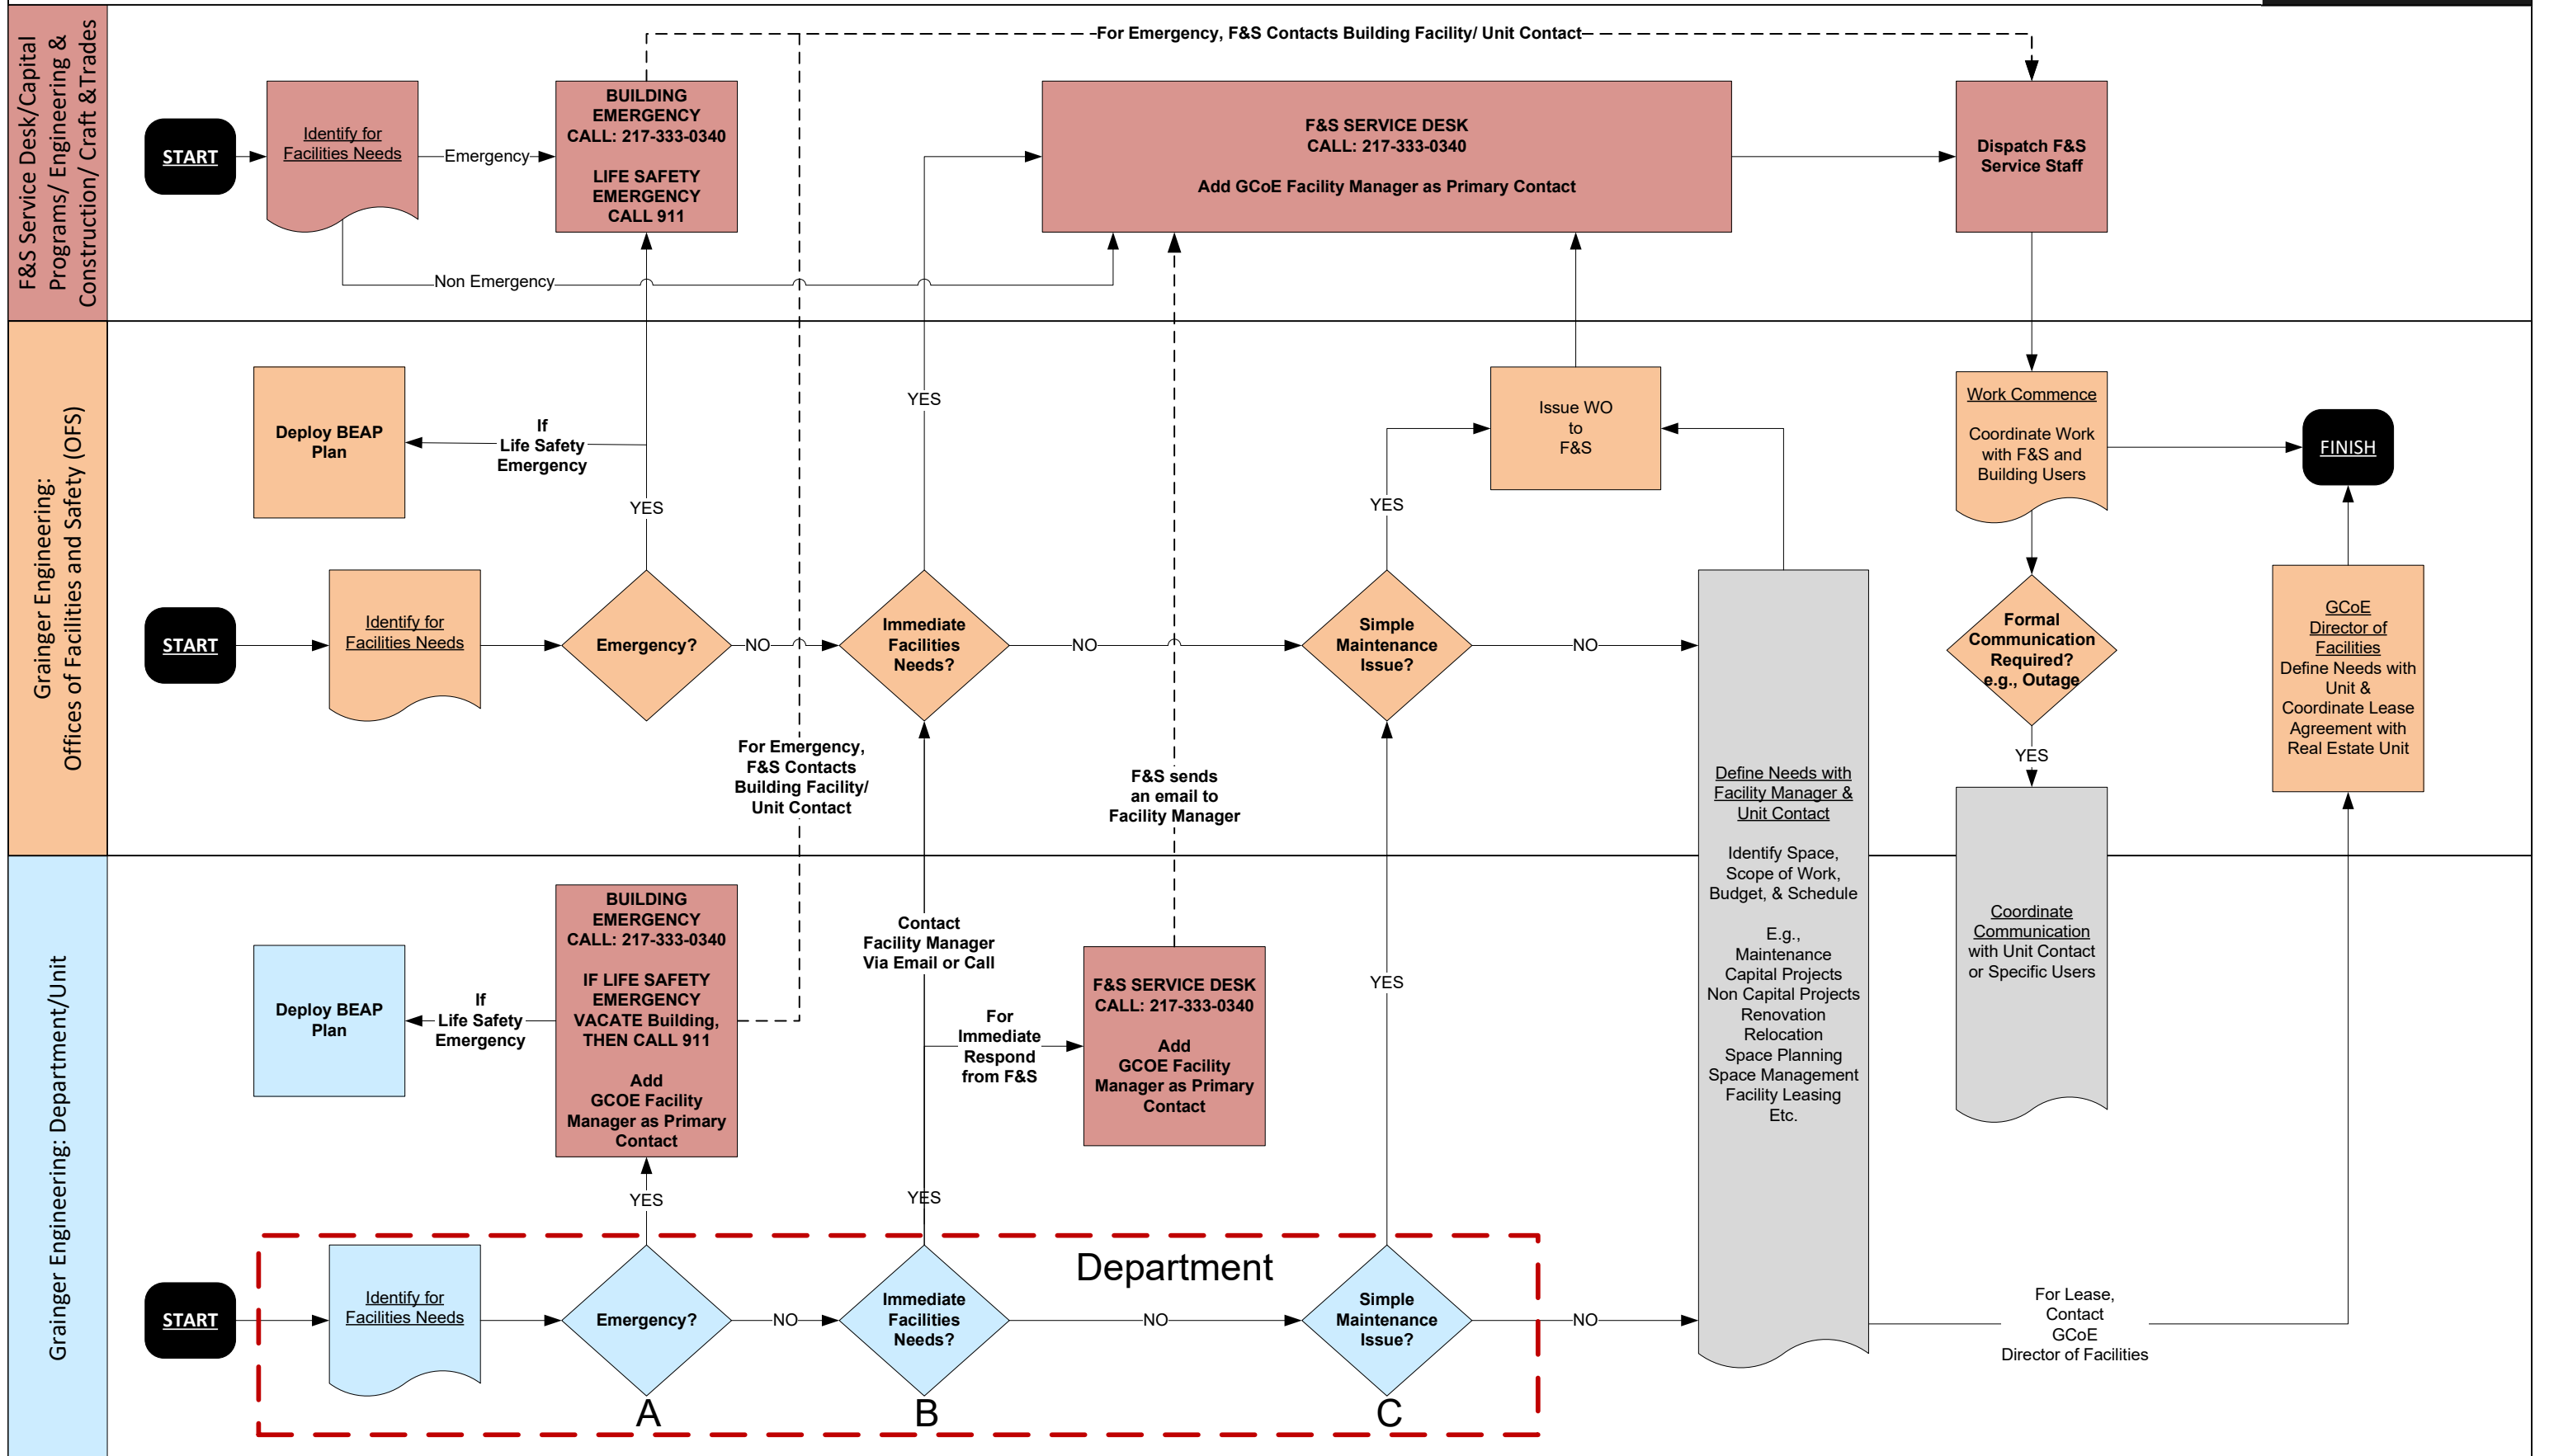 F&S Service Desk/Capital
Programs/ Engineering &
Construction/ Craft &Trades
START
Identify for
Facilities Needs
Emergency
Non Emergency
BUILDING
EMERGENCY
CALL: 217-333-0340
LIFE SAFETY
EMERGENCY
CALL 911
For Emergency, F&S Contacts Building Facility/ Unit Contact
F&S SERVICE DESK
CALL: 217-333-0340
Add GCoE Facility Manager as Primary Contact
Dispatch F&S
Service Staff
Grainger Engineering:
Offices of Facilities and Safety (OFS)
Deploy BEAP
Plan
If
Life Safety
Emergency
YES
START
Identify for
Facilities Needs
Emergency?
NO
For Emergency,
F&S Contacts
Building Facility/
Unit Contact
YES
Immediate
Facilities
Needs?
NO
F&S sends
an email to
Facility Manager
Simple
Maintenance
Issue?
YES
NO
Issue WO
to
F&S
Work Commence
Coordinate Work
with F&S and
Building Users
FINISH
Formal
Communication
Required?
e.g., Outage
YES
GCoE
Director of
Facilities
Define Needs with
Unit &
Coordinate Lease
Agreement with
Real Estate Unit
Define Needs with
Facility Manager &
Unit Contact
Identify Space,
Scope of Work,
Budget, & Schedule
E.g.,
Maintenance
Capital Projects
Non Capital Projects
Renovation
Relocation
Space Planning
Space Management
Facility Leasing
Etc.
Coordinate
Communication
with Unit Contact
or Specific Users
Grainger Engineering: Department/Unit
Deploy BEAP
Plan
If
Life Safety
Emergency
BUILDING
EMERGENCY
CALL: 217-333-0340
IF LIFE SAFETY
EMERGENCY
VACATE Building,
THEN CALL 911
Add
GCOE Facility
Manager as Primary
Contact
YES
Contact
Facility Manager
Via Email or Call
For
Immediate
Respond
from F&S
F&S SERVICE DESK
CALL: 217-333-0340
Add
GCOE Facility
Manager as Primary
Contact
YES
YES
Department
START
Identify for
Facilities Needs
Emergency?
NO
Immediate
Facilities
Needs?
NO
Simple
Maintenance
Issue?
NO
For Lease,
Contact
GCoE
Director of Facilities
A
B
C